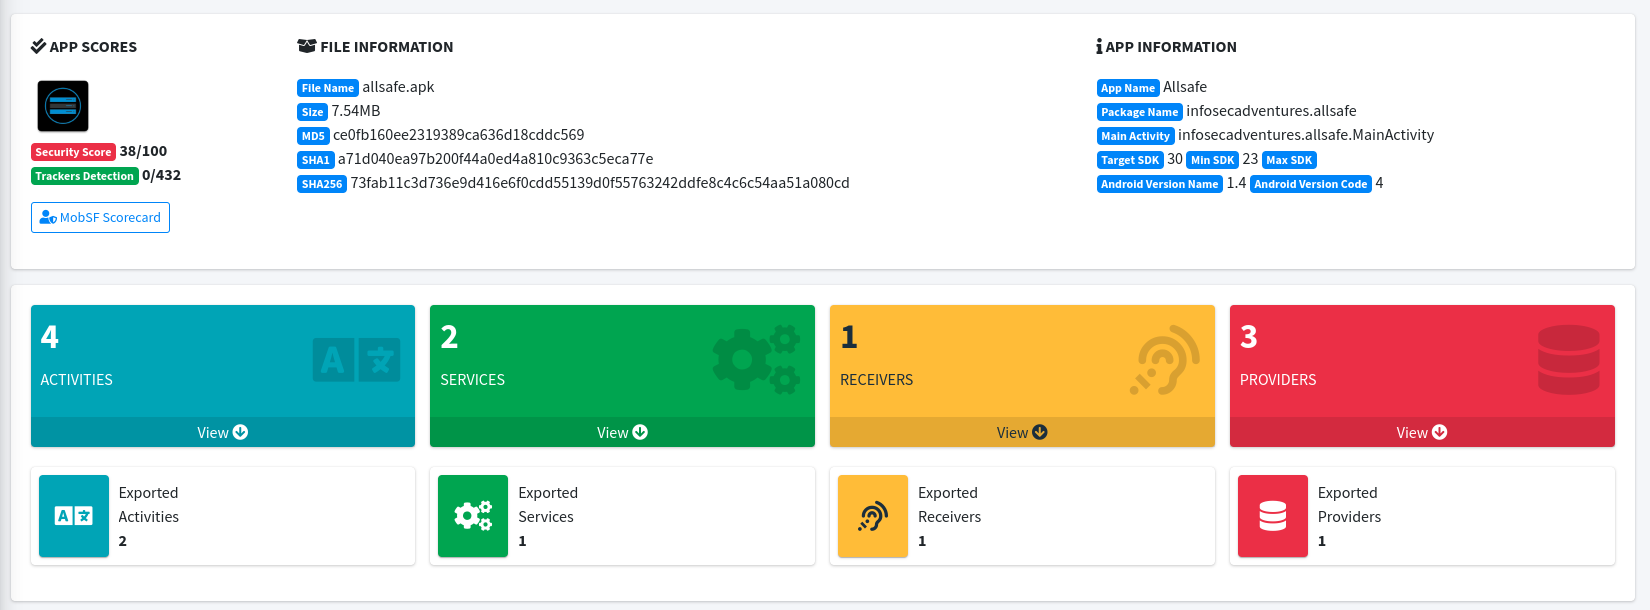 APP SCORES
Security Score 38/100
Trackers Detection 0/432
MobSF Scorecard
FILE INFORMATION
File Name allsafe.apk
Size 7.54MB
MD5 ce0fb160ee2319389ca636d18cddc569
SHA1 a71d040ea97b200f44a0ed4a810c9363c5eca77e
SHA256 73fab11c3d736e9d416e6f0cdd55139d0f55763242ddfe8c4c6c54aa51a080cd
APP INFORMATION
App Name Allsafe
Package Name infosecadventures.allsafe
Main Activity infosecadventures.allsafe.MainActivity
Target SDK 30 Min SDK 23 Max SDK
Android Version Name 1.4 Android Version Code 4
4
ACTIVITIES
View
2
SERVICES
View
1
RECEIVERS
View
3
PROVIDERS
View
Exported
Activities
2
Exported
Services
1
Exported
Receivers
1
Exported
Providers
1